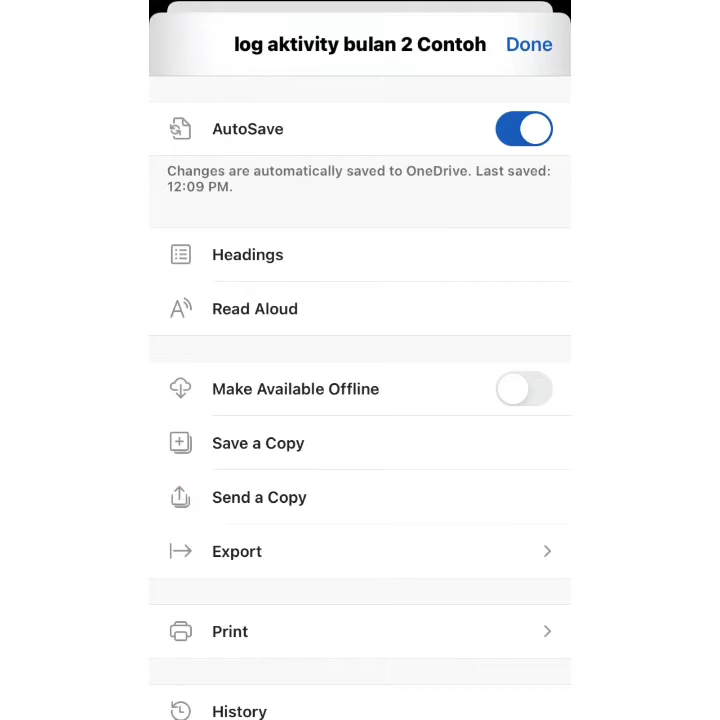 log aktivity bulan 2 Contoh
Done
AutoSave
Changes are automatically saved to OneDrive. Last saved:
12:09 PM.
Headings
Read Aloud
Make Available Offline
Save a Copy
Send a Copy
Export
Print
History